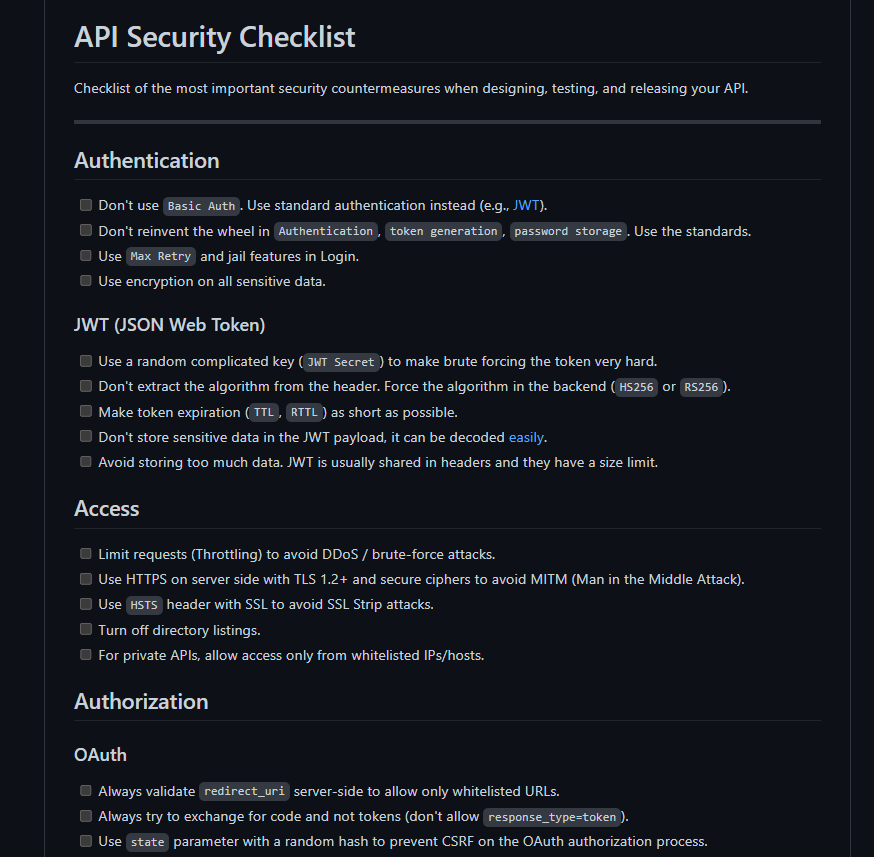 API Security Checklist
Checklist of the most important security countermeasures when designing, testing, and releasing your API.
Authentication
Don't use Basic Auth. Use standard authentication instead (e.g., JWT).
Don't reinvent the wheel in Authentication, token generation, password storage. Use the standards.
Use Max Retry and jail features in Login.
Use encryption on all sensitive data.
JWT (JSON Web Token)
Use a random complicated key (JWT Secret) to make brute forcing the token very hard.
Don't extract the algorithm from the header. Force the algorithm in the backend (HS256 or RS256).
Make token expiration (TTL, RTTL) as short as possible.
Don't store sensitive data in the JWT payload, it can be decoded easily.
Avoid storing too much data. JWT is usually shared in headers and they have a size limit.
Access
Limit requests (Throttling) to avoid DDoS / brute-force attacks.
Use HTTPS on server side with TLS 1.2+ and secure ciphers to avoid MITM (Man in the Middle Attack).
Use HSTS header with SSL to avoid SSL Strip attacks.
Turn off directory listings.
For private APIs, allow access only from whitelisted IPs/hosts.
Authorization
OAuth
Always validate redirect_uri server-side to allow only whitelisted URLs.
Always try to exchange for code and not tokens (don't allow response_type=token).
Use state parameter with a random hash to prevent CSRF on the OAuth authorization process.